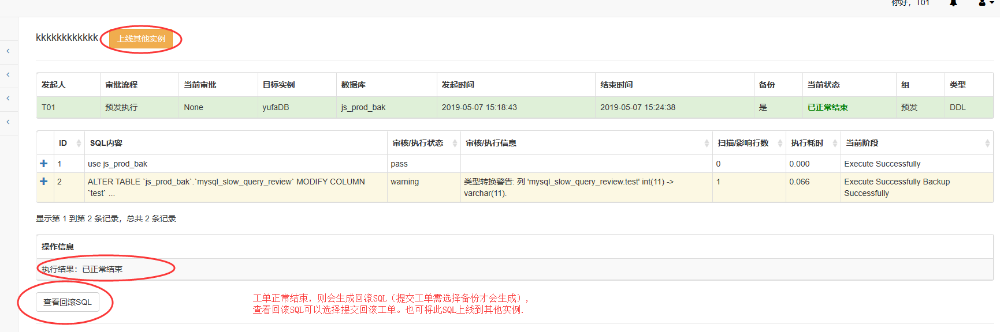 你好，T01
kkkkkkkkkkkk 上线其他实例
发起人 审批流程 当前审批 目标实例 数据库 发起时间 结束时间 备份 当前状态 组 类型
T01 预发执行 None yufaDB js_prod_bak 2019-05-07 15:18:43 2019-05-07 15:24:38 是 已正常结束 预发 DDL
ID SQL内容 审核/执行状态 审核/执行信息 扫描/影响行数 执行耗时 当前阶段
1 use js_prod_bak pass 0 0.000 Execute Successfully
2 ALTER TABLE `js_prod_bak`.`mysql_slow_query_review` MODIFY COLUMN warning 类型转换警告: 列 'mysql_slow_query_review.test' int(11) -> 1 0.066 Execute Successfully Backup
`test` ... varchar(11). Successfully
显示第 1 到第 2 条记录，总共 2 条记录
操作信息
执行结果：已正常结束
查看回滚SQL
工单正常结束，则会生成回滚SQL（提交工单需选择备份才会生成），
查看回滚SQL可以选择提交回滚工单。也可将此SQL上线到其他实例.